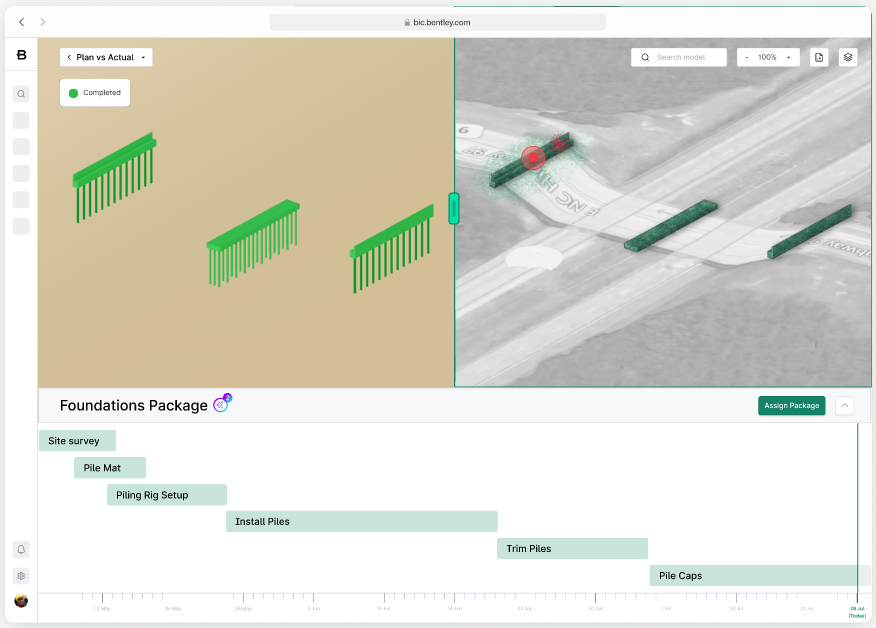 bic.bentley.com
B
Plan vs Actual
Search model
- 100% +
Completed
6
Foundations Package
2
Assign Package
Site survey
Pile Mat
Piling Rig Setup
Install Piles
Trim Piles
Pile Caps
12 May 19 May 26 May 2 Jun 9 Jun 16 Jun 23 Jun 30 Jun 7 Jul 14 Jul 21 Jul 28 Jul
(Today)